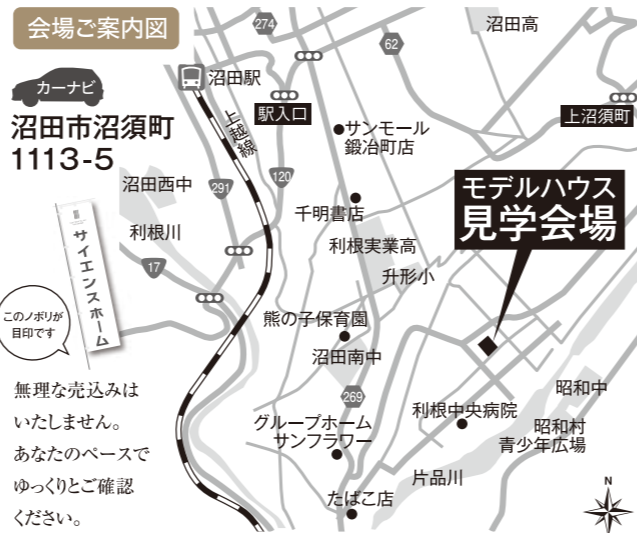 会場ご案内図
カーナビ
沼田市沼須町
1113-5
274
62
沼田高
沼田駅
上越線
駅入口
上沼須町
サンモール
鍛冶町店
沼田西中
291
120
千明書店
モデルハウス
見学会場
利根川
利根実業高
17
升形小
サイエンスホーム
このノボリが
目印です
熊の子保育園
沼田南中
無理な売込みは
いたしません。
あなたのペースで
ゆっくりとご確認
ください。
269
昭和中
利根中央病院
グループホーム
サンフラワー
昭和村
青少年広場
片品川
たばこ店
N